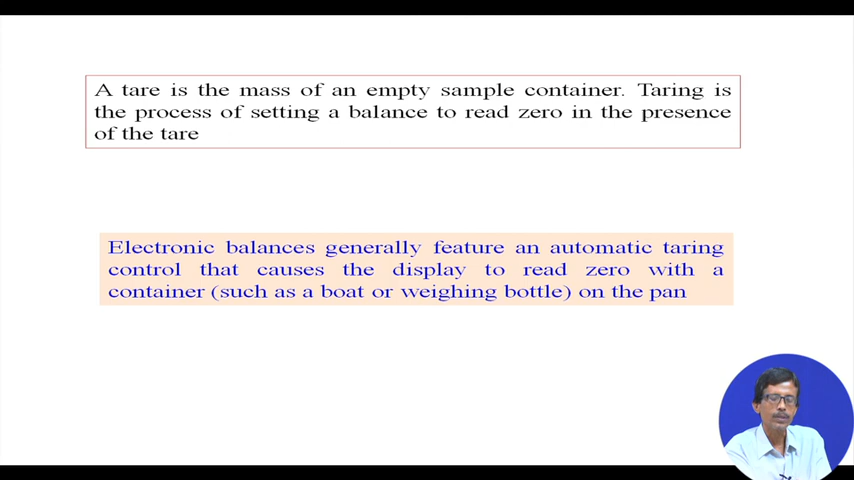 A tare is the mass of an empty sample container. Taring is
the process of setting a balance to read zero in the presence
of the tare
Electronic balances generally feature an automatic taring
control that causes the display to read zero with a
container (such as a boat or weighing bottle) on the pan